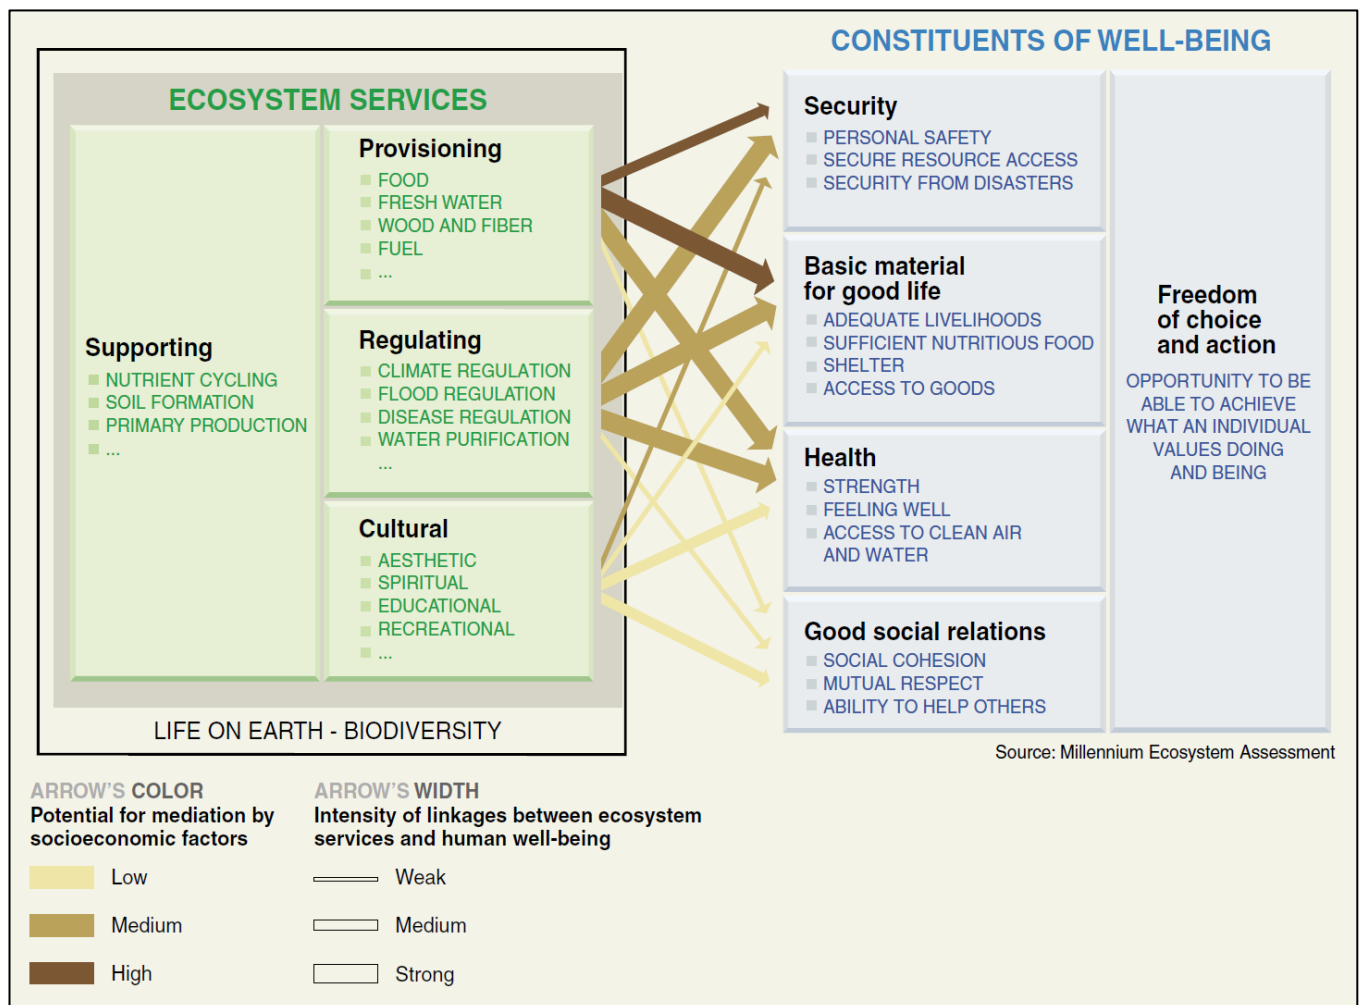 ECOSYSTEM SERVICES
Supporting
NUTRIENT CYCLING
SOIL FORMATION
PRIMARY PRODUCTION
...
Provisioning
FOOD
FRESH WATER
WOOD AND FIBER
FUEL
...
Regulating
CLIMATE REGULATION
FLOOD REGULATION
DISEASE REGULATION
WATER PURIFICATION
...
Cultural
AESTHETIC
SPIRITUAL
EDUCATIONAL
RECREATIONAL
...
LIFE ON EARTH - BIODIVERSITY
CONSTITUENTS OF WELL-BEING
Security
PERSONAL SAFETY
SECURE RESOURCE ACCESS
SECURITY FROM DISASTERS
Basic material
for good life
ADEQUATE LIVELIHOODS
SUFFICIENT NUTRITIOUS FOOD
SHELTER
ACCESS TO GOODS
Health
STRENGTH
FEELING WELL
ACCESS TO CLEAN AIR
AND WATER
Good social relations
SOCIAL COHESION
MUTUAL RESPECT
ABILITY TO HELP OTHERS
Freedom
of choice
and action
OPPORTUNITY TO BE
ABLE TO ACHIEVE
WHAT AN INDIVIDUAL
VALUES DOING
AND BEING
Source: Millennium Ecosystem Assessment
ARROW'S COLOR
Potential for mediation by
socioeconomic factors
Low
Medium
High
ARROW'S WIDTH
Intensity of linkages between ecosystem
services and human well-being
Weak
Medium
Strong